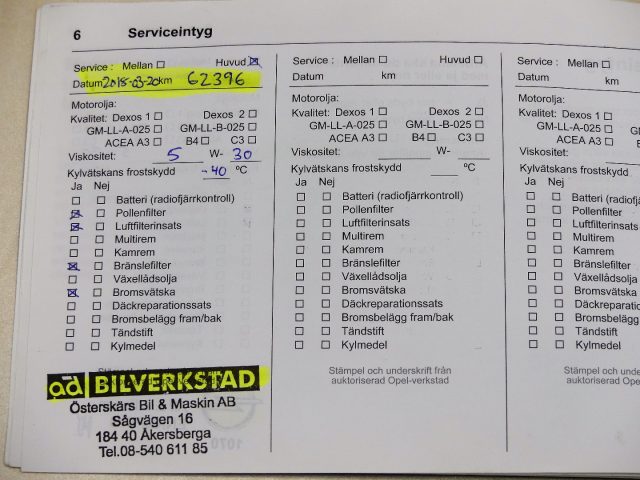 6 Serviceintyg
Service: Mellan ☐ Huvud ☒
Datum 2018-03-20 km 62396
Motorolja:
Kvalitet: Dexos 1 ☐ Dexos 2 ☐
GM-LL-A-025 ☐ GM-LL-B-025 ☐
ACEA A3 ☐ B4 ☐ C3 ☐
Viskositet: 5 W- 30
Kylvätskans frostskydd -40 °C
Ja Nej
☐ ☐ Batteri (radiofjärrkontroll)
☒ ☐ Pollenfilter
☒ ☐ Luftfilterinsats
☐ ☐ Multirem
☐ ☐ Kamrem
☒ ☐ Bränslefilter
☐ ☐ Växellådsolja
☒ ☐ Bromsvätska
☐ ☐ Däckreparationssats
☐ ☐ Bromsbelägg fram/bak
☐ ☐ Tändstift
☐ ☐ Kylmedel
ad BILVERKSTAD
Österskärs Bil & Maskin AB
Sågvägen 16
184 40 Åkersberga
Tel.08-540 611 85
Service: Mellan ☐ Huvud ☐
Datum km
Motorolja:
Kvalitet: Dexos 1 ☐ Dexos 2 ☐
GM-LL-A-025 ☐ GM-LL-B-025 ☐
ACEA A3 ☐ B4 ☐ C3 ☐
Viskositet: W-
Kylvätskans frostskydd °C
Ja Nej
☐ ☐ Batteri (radiofjärrkontroll)
☐ ☐ Pollenfilter
☐ ☐ Luftfilterinsats
☐ ☐ Multirem
☐ ☐ Kamrem
☐ ☐ Bränslefilter
☐ ☐ Växellådsolja
☐ ☐ Bromsvätska
☐ ☐ Däckreparationssats
☐ ☐ Bromsbelägg fram/bak
☐ ☐ Tändstift
☐ ☐ Kylmedel
Stämpel och underskrift från
auktoriserad Opel-verkstad
Service: Mellan ☐
Datum
Motorolja:
Kvalitet: Dexos 1 ☐
GM-LL-A-025 ☐
ACEA A3 ☐
Viskositet:
Kylvätskans frostskydd
Ja Nej
☐ ☐ Batteri (radiofjärr
☐ ☐ Pollenfilter
☐ ☐ Luftfilterinsats
☐ ☐ Multirem
☐ ☐ Kamrem
☐ ☐ Bränslefilter
☐ ☐ Växellådsolja
☐ ☐ Bromsvätska
☐ ☐ Däckreparations
☐ ☐ Bromsbelägg fra
☐ ☐ Tändstift
☐ ☐ Kylmedel
Stämpel och unders
auktoriserad Opel-